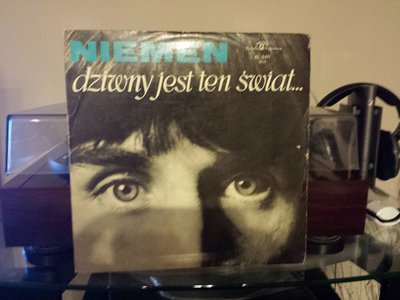 NIEMEN
dziwny jest ten świat...